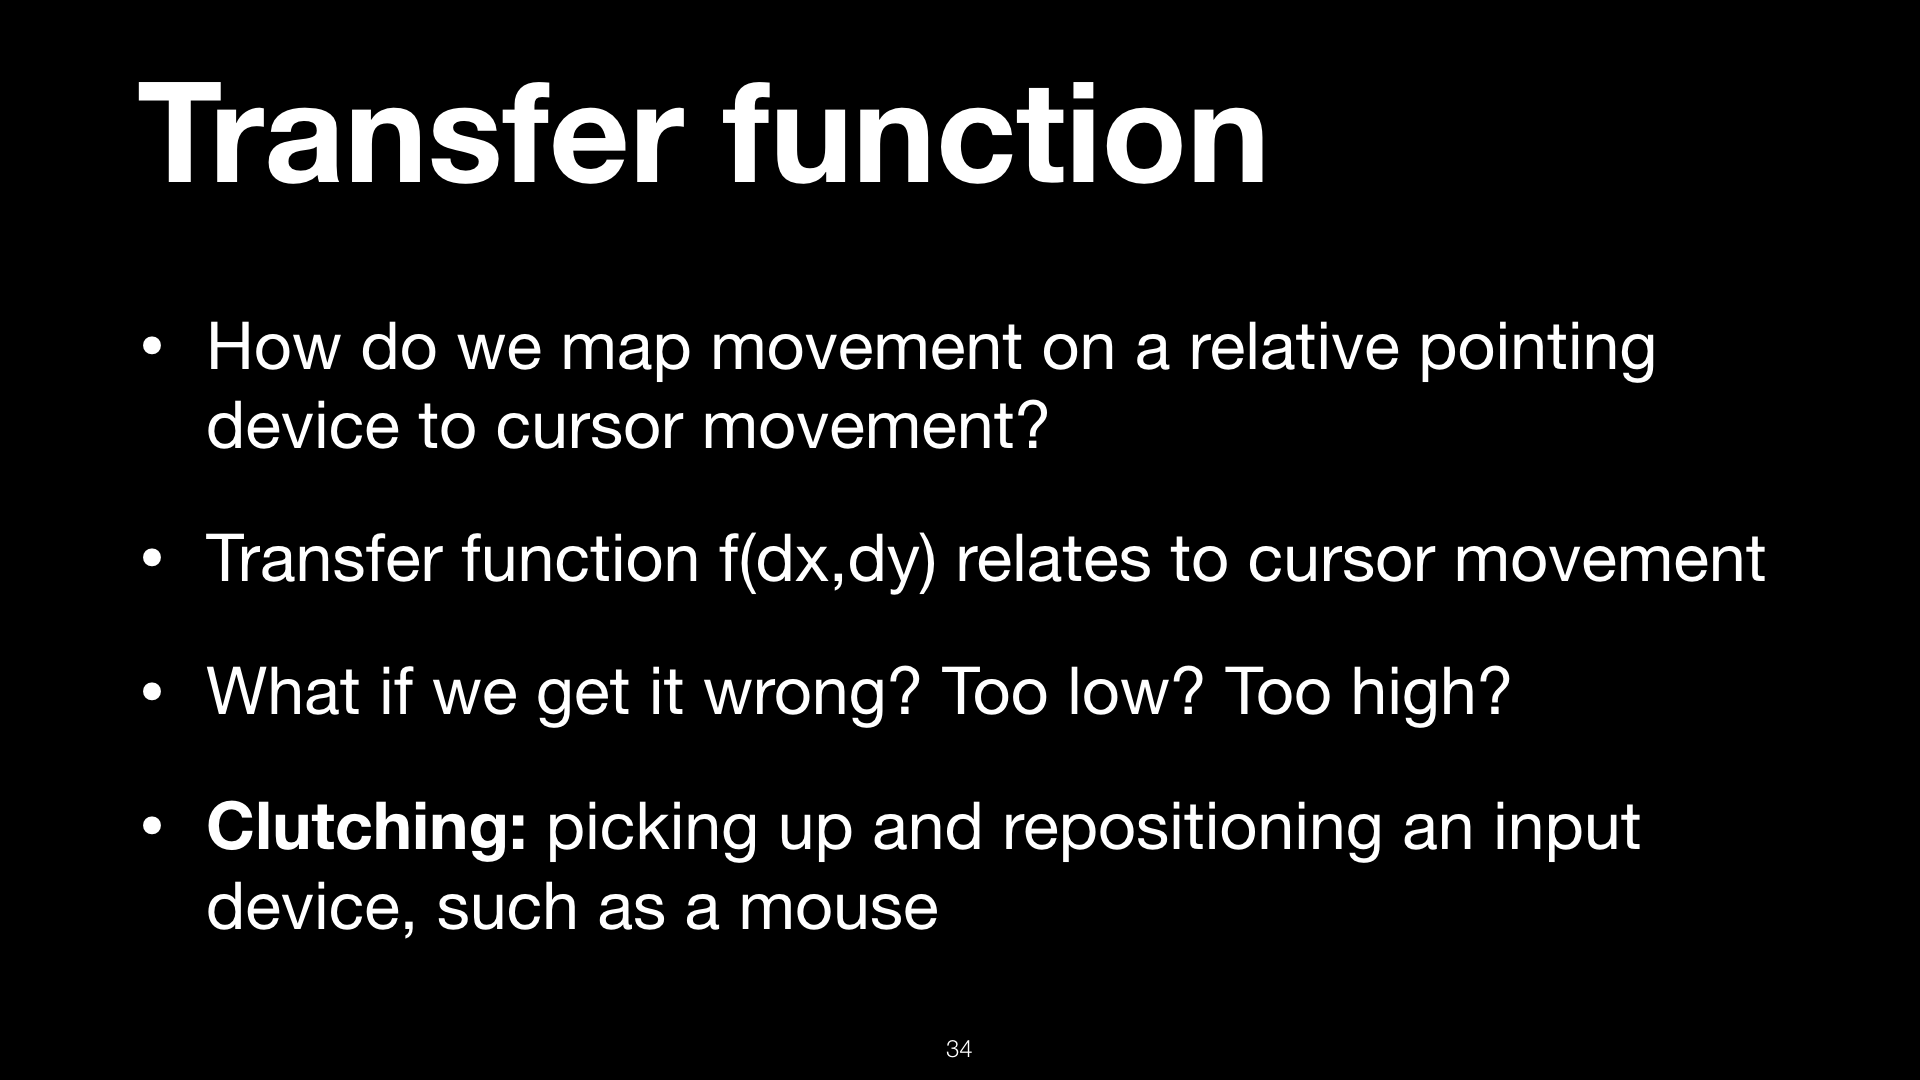 Transfer function
• How do we map movement on a relative pointing
device to cursor movement?
• Transfer function f(dx,dy) relates to cursor movement
• What if we get it wrong? Too low? Too high?
• Clutching: picking up and repositioning an input
device, such as a mouse
34